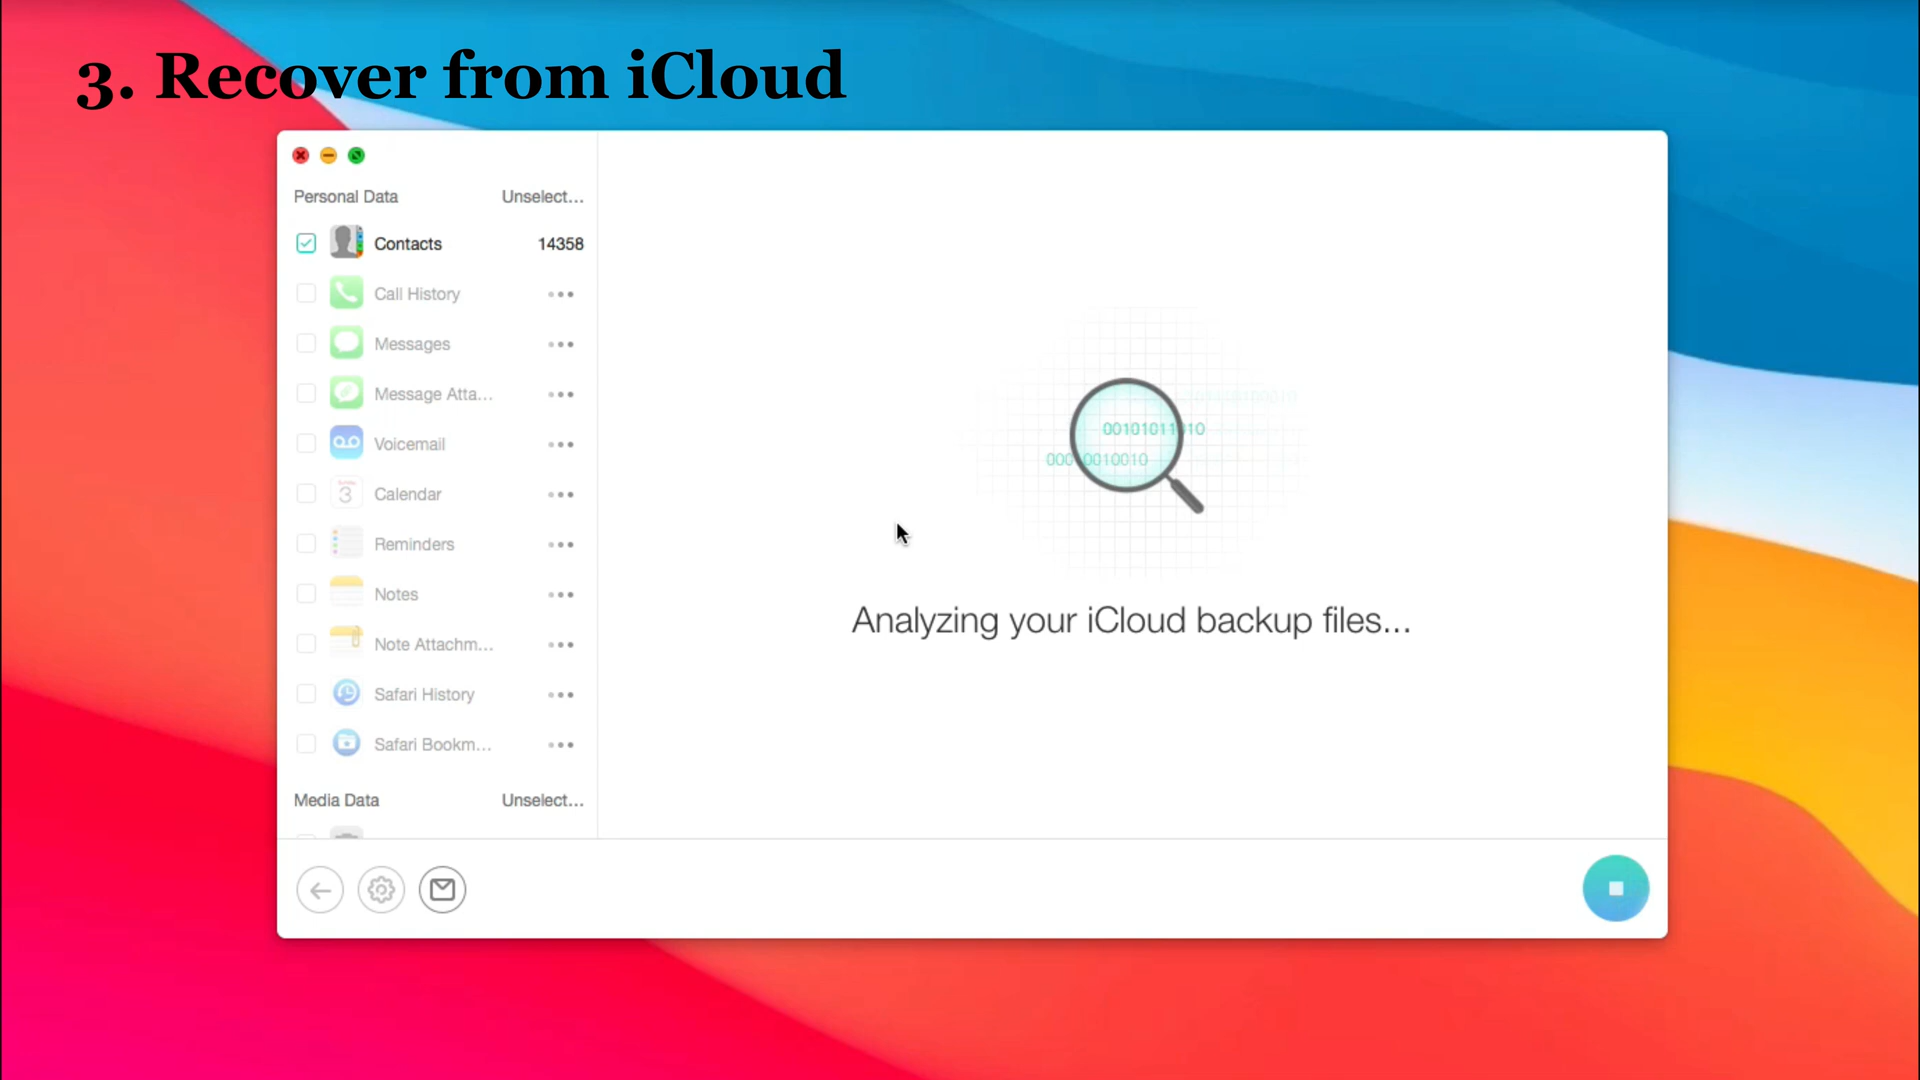 3. Recover from iCloud
Personal Data Unselect...
Contacts 14358
Call History
Messages
Message Atta...
Voicemail
3 Calendar
Reminders
Notes
Note Attachm...
Safari History
Safari Bookm...
Media Data Unselect...
Analyzing your iCloud backup files...